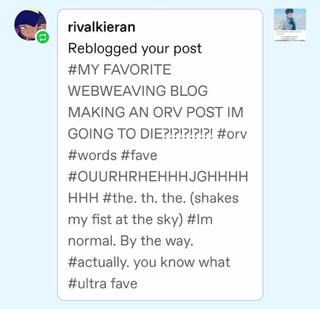 rivalkieran
Reblogged your post
#MY FAVORITE
WEBWEAVING BLOG
MAKING AN ORV POST IM
GOING TO DIE?!?!?!?! #orv
#words #fave
#OUURHRHEHHHJGHHHH
HHH #the. th. the. (shakes
my fist at the sky) #Im
normal. By the way.
#actually. you know what
#ultra fave